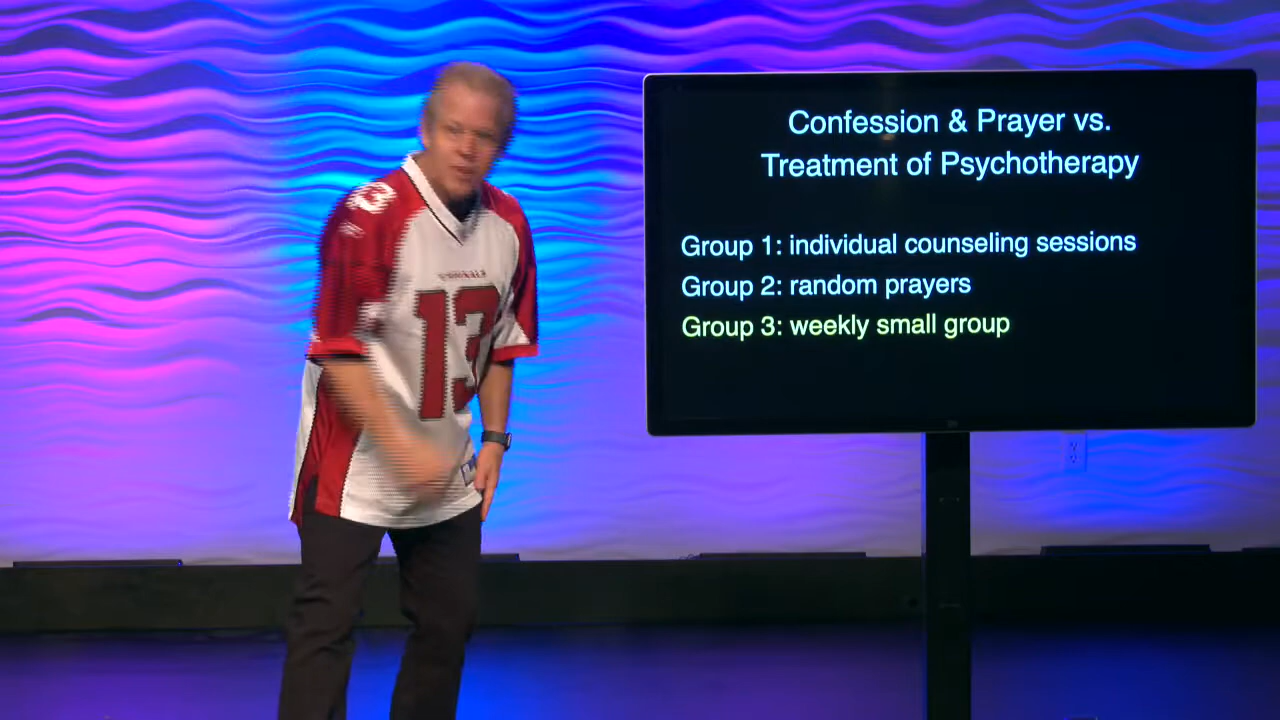 Confession & Prayer vs.
Treatment of Psychotherapy
Group 1: individual counseling sessions
Group 2: random prayers
Group 3: weekly small group
13
13